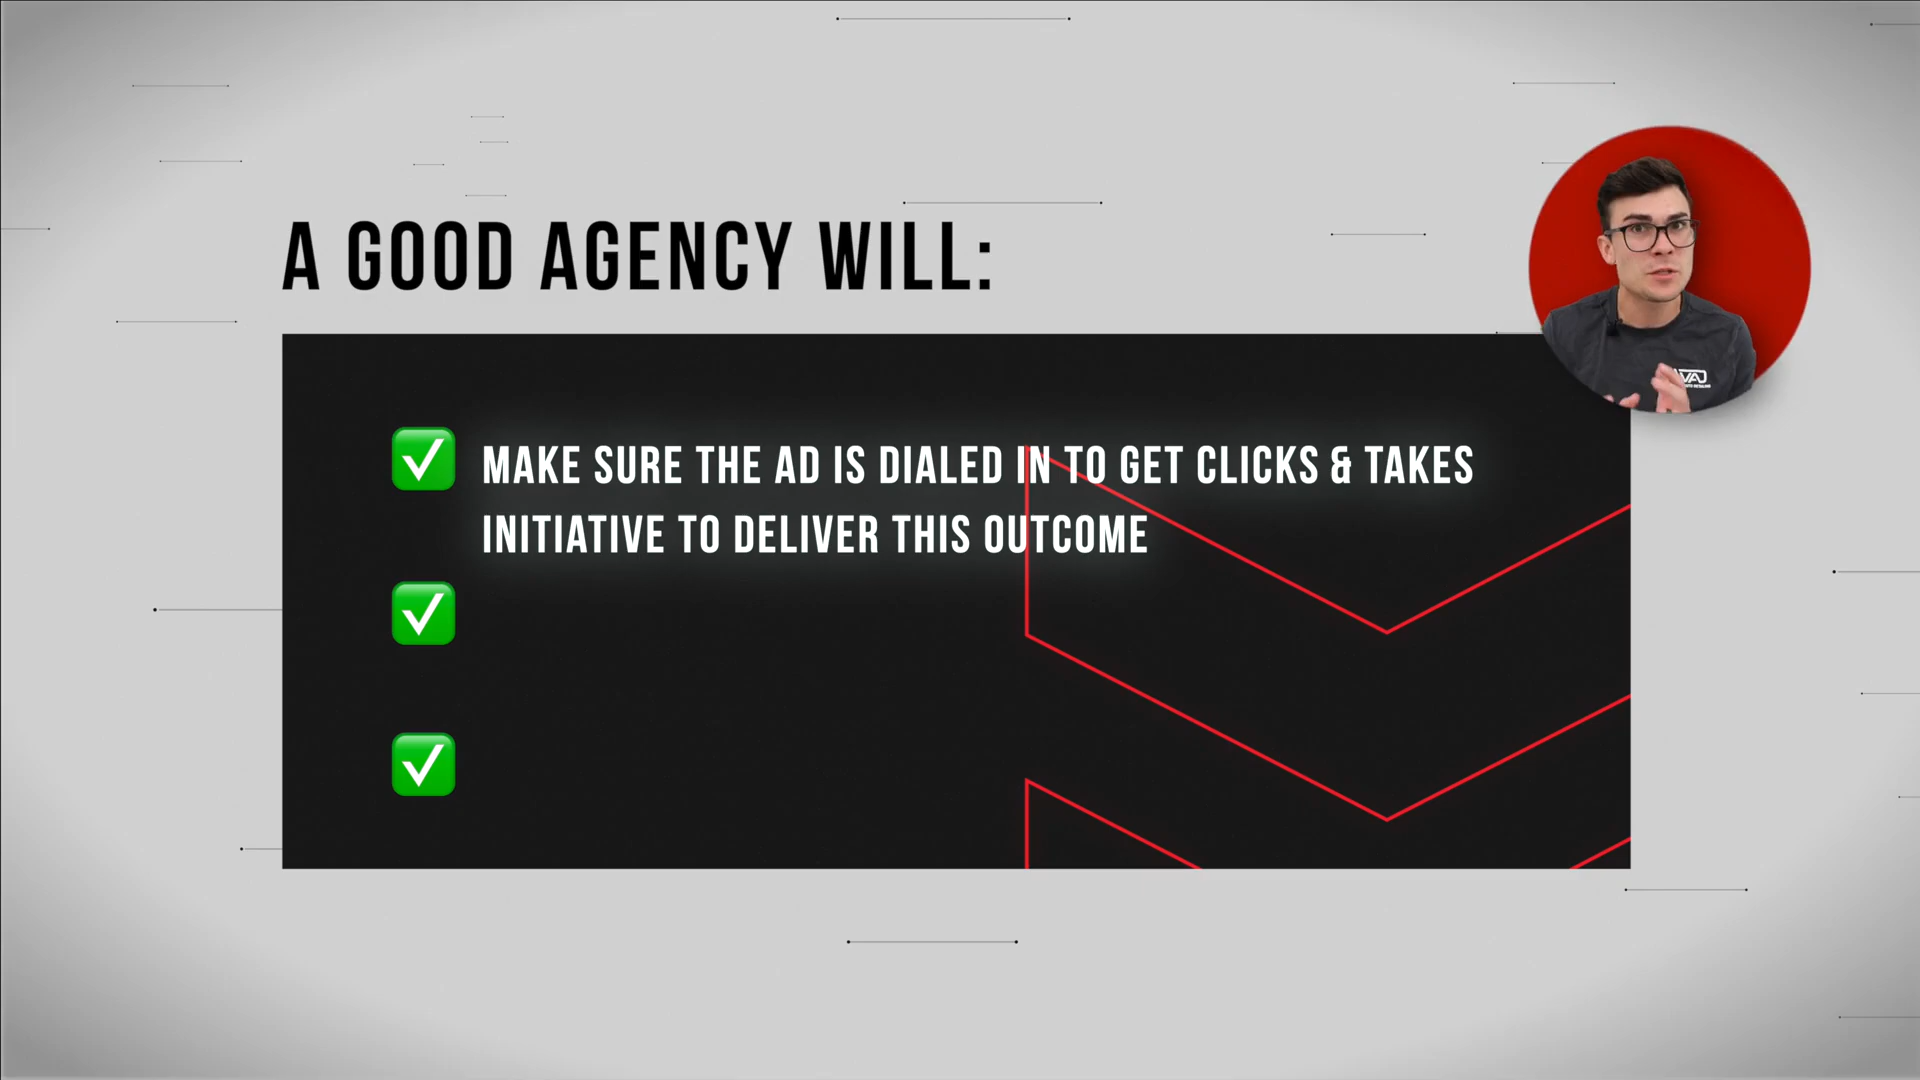 A GOOD AGENCY WILL:
MAKE SURE THE AD IS DIALED IN TO GET CLICKS & TAKES
INITIATIVE TO DELIVER THIS OUTCOME